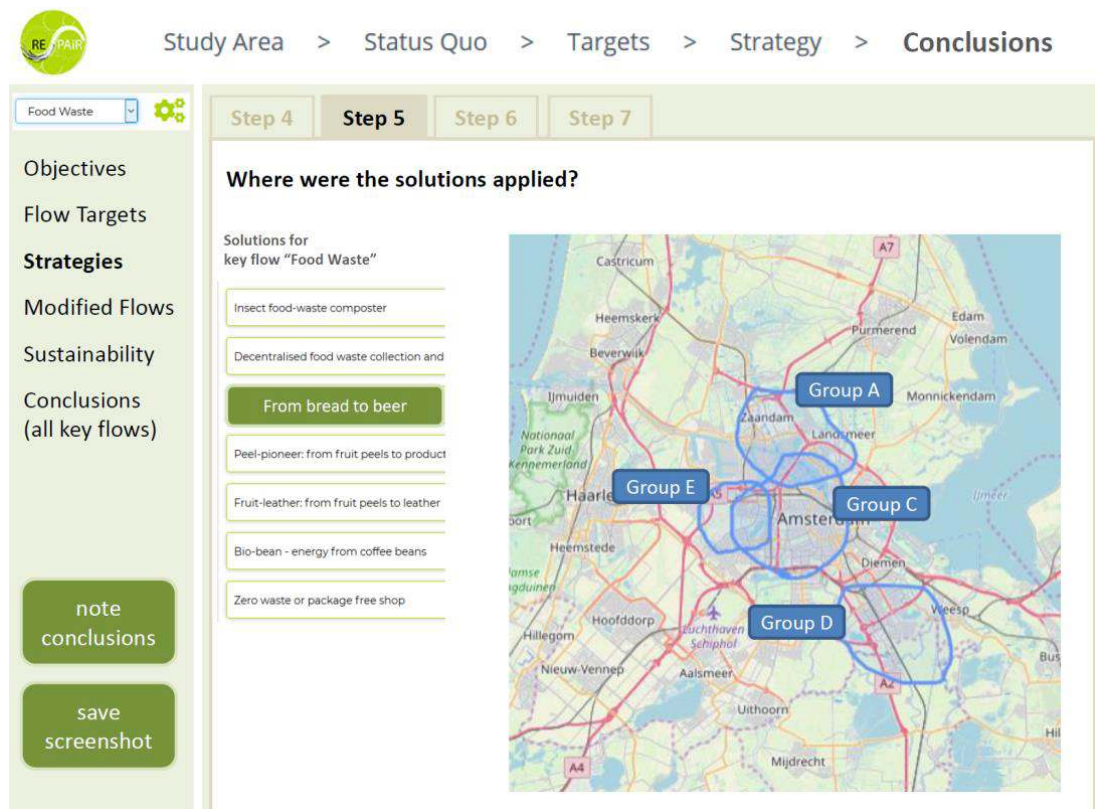 REPAIR
Study Area > Status Quo > Targets > Strategy > Conclusions
Food Waste
Step 4 Step 5 Step 6 Step 7
Objectives
Flow Targets
Strategies
Modified Flows
Sustainability
Conclusions
(all key flows)
note
conclusions
save
screenshot
Where were the solutions applied?
Solutions for
key flow “Food Waste”
Insect food-waste composter
Decentralised food waste collection and
From bread to beer
Peel-pioneer: from fruit peels to product
Fruit-leather: from fruit peels to leather
Bio-bean - energy from coffee beans
Zero waste or package free shop
A7
Castricum
Heemskerk
Edam
Volendam
Purmerend
Beverwijk
Group A
IJmuiden
Monnickendam
Zaandam
Landsmeer
Nationaal
Park Zuid
Kennemerland
Group E
Haarle
Group C
IJmeer
Amster
Heemstede
Diemen
Weesp
Group D
Hoofddorp
Luchthaven
Schiphol
Hillegom
Nieuw-Vennep
Aalsmeer
A2
Bus
Uithoorn
Hil
Mijdrecht
A4